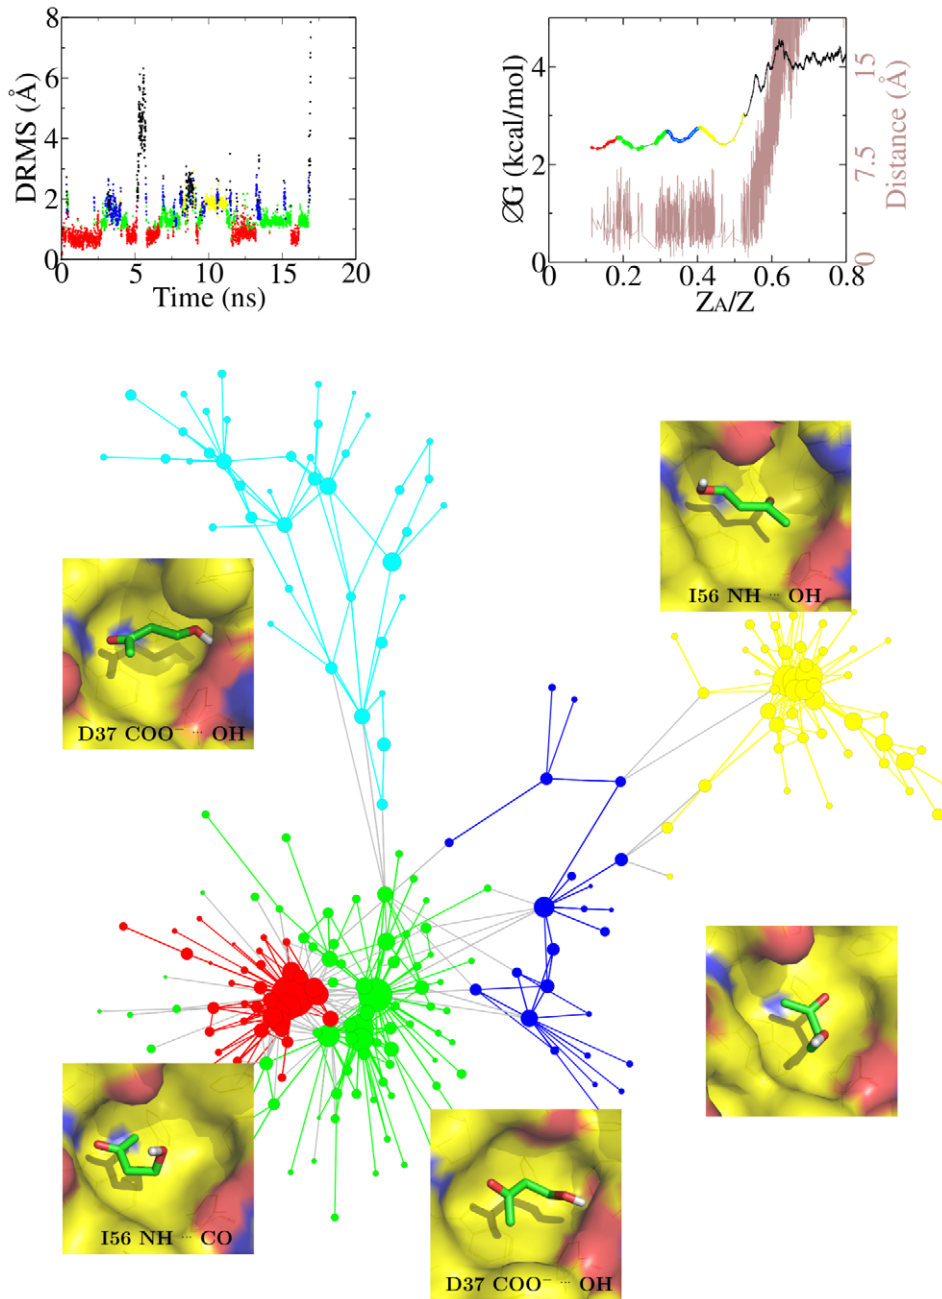 8
6
4
2
0
DRMS (Å)
0
5
10
15
20
Time (ns)
4
2
0
ØG (kcal/mol)
0
0.2
0.4
0.6
0.8
ZA/Z
15
7.5
0
Distance (Å)
I56 NH ··· OH
D37 COO⁻ ··· OH
I56 NH ··· CO
D37 COO⁻ ··· OH